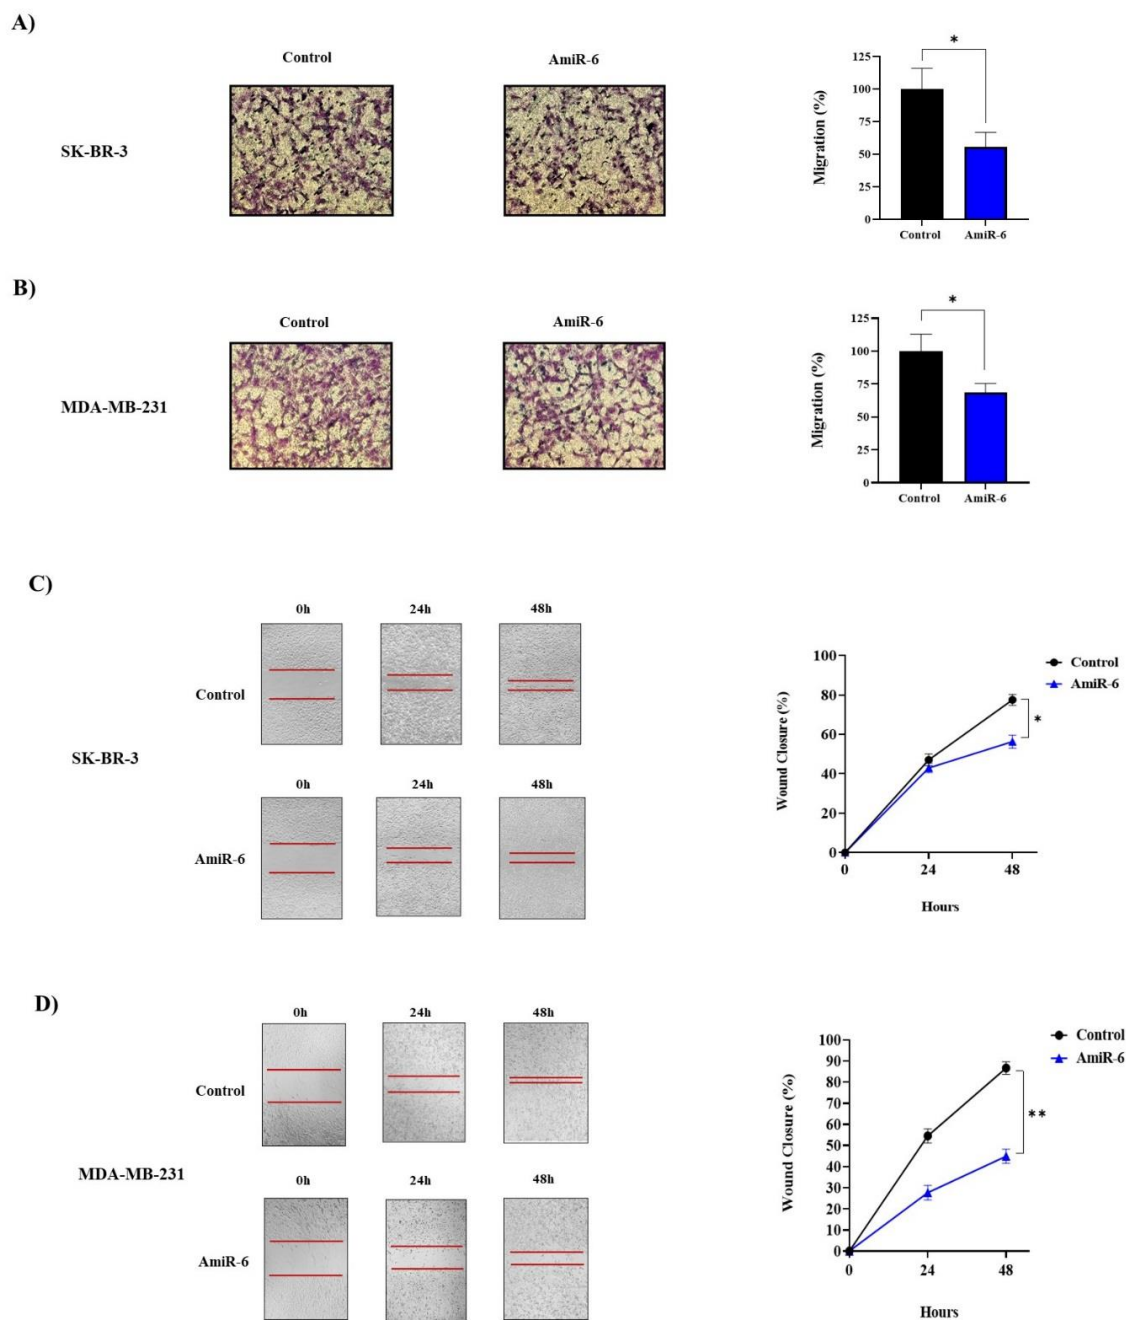 A)
Control
AmiR-6
SK-BR-3
*
Migration (%)
125
100
75
50
25
0
Control
AmiR-6
B)
Control
AmiR-6
MDA-MB-231
*
Migration (%)
125
100
75
50
25
0
Control
AmiR-6
C)
0h
24h
48h
Control
SK-BR-3
0h
24h
48h
AmiR-6
Control
AmiR-6
*
Wound Closure (%)
100
80
60
40
20
0
0
24
48
Hours
D)
0h
24h
48h
Control
MDA-MB-231
0h
24h
48h
AmiR-6
Control
AmiR-6
**
Wound Closure (%)
100
90
80
70
60
50
40
30
20
10
0
0
24
48
Hours